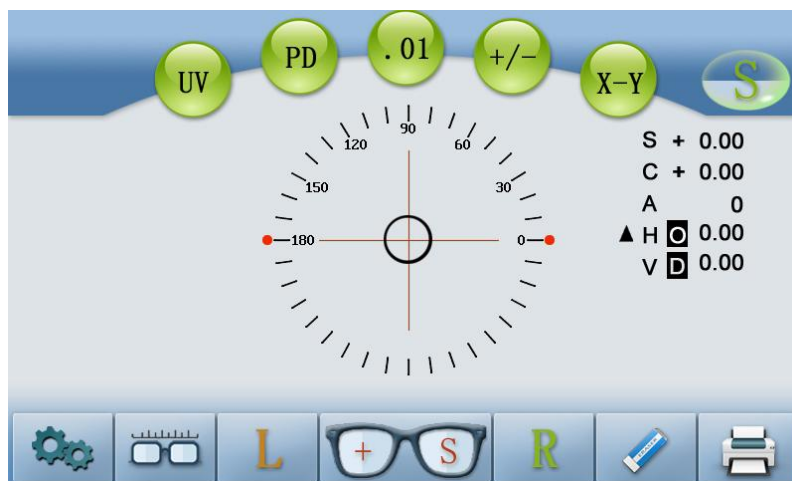 UV
PD
.01
+/-
X-Y
S
S + 0.00
C + 0.00
A 0
▲ H O 0.00
V D 0.00
90
120
60
150
30
180
0
L
+ S
R